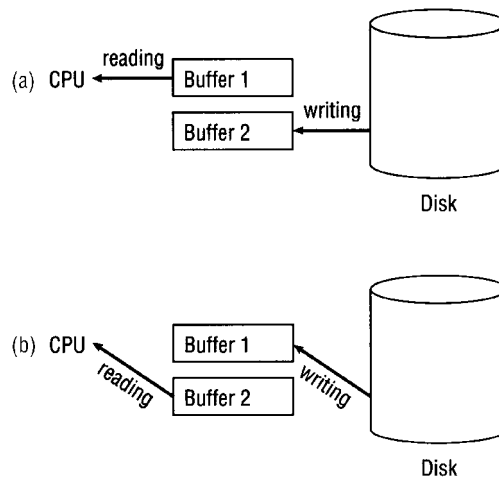 reading
(a) CPU
Buffer 1
writing
Buffer 2
Disk
(b) CPU
Buffer 1
reading
writing
Buffer 2
Disk